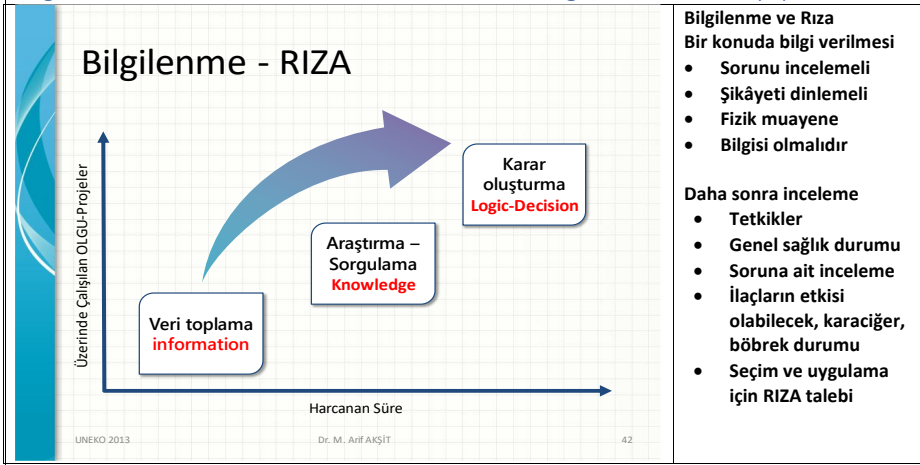 Bilgilenme - RIZA
Üzerinde Çalışılan OLGU-Projeler
Karar
oluşturma
Logic-Decision
Araştırma –
Sorgulama
Knowledge
Veri toplama
information
Harcanan Süre
UNEKO 2013
Dr. M. Arif AKŞİT
42
Bilgilenme ve Rıza
Bir konuda bilgi verilmesi
• Sorunu incelemeli
• Şikâyeti dinlemeli
• Fizik muayene
• Bilgisi olmalıdır
Daha sonra inceleme
• Tetkikler
• Genel sağlık durumu
• Soruna ait inceleme
• İlaçların etkisi
olabilecek, karaciğer,
böbrek durumu
• Seçim ve uygulama
için RIZA talebi